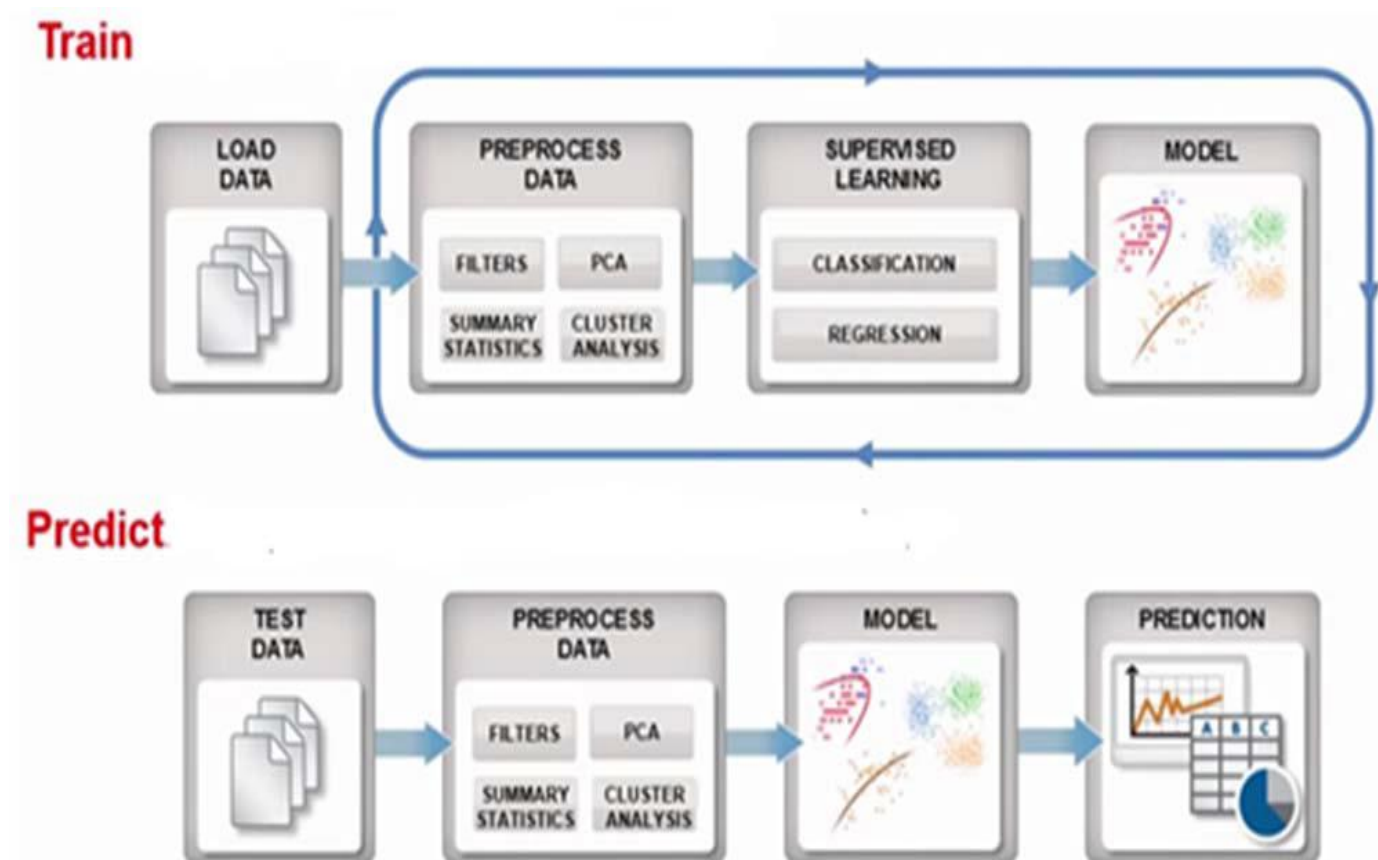 Train
LOAD
DATA
PREPROCESS
DATA
FILTERS
PCA
SUMMARY
STATISTICS
CLUSTER
ANALYSIS
SUPERVISED
LEARNING
CLASSIFICATION
REGRESSION
MODEL
Predict
TEST
DATA
PREPROCESS
DATA
FILTERS
PCA
SUMMARY
STATISTICS
CLUSTER
ANALYSIS
MODEL
PREDICTION
A B C